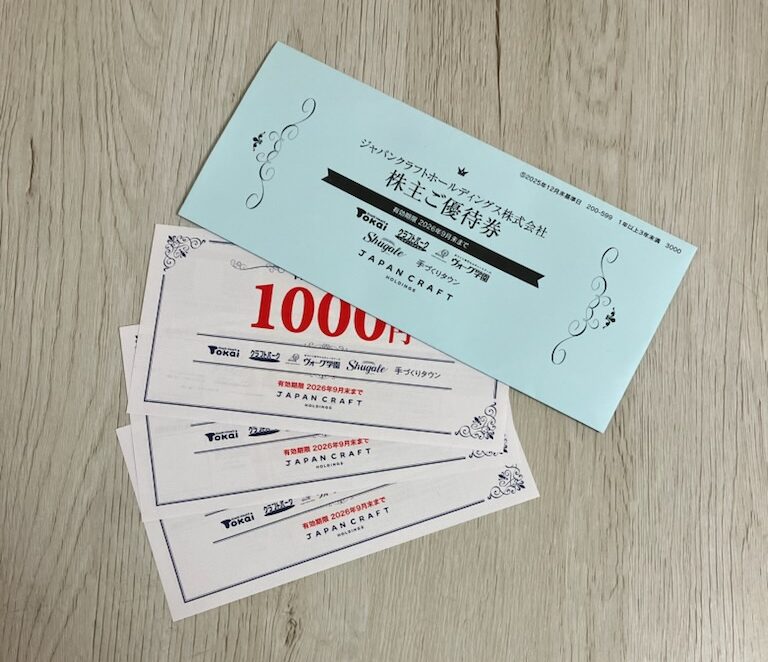 ⑤2025年12月末基準日 200-599 1年以上3年未満 3000
ジャパンクラフトホールディングス株式会社
株主ご優待券
有効期限 2026年9月末まで
Tokai クラフトパーク ヴォーグ学園
Shugale 手づくりタウン
JAPAN CRAFT
HOLDINGS
1000円
Tokai クラフトパーク ヴォーグ学園 Shugale 手づくりタウン
有効期限 2026年9月末まで
JAPAN CRAFT
HOLDINGS
Tokai クラフトパーク
有効期限 2026年9月末まで
JAPAN CRAFT
HOLDINGS
Tokai クラフトパーク
有効期限 2026年9月末まで
JAPAN CRAFT
HOLDINGS